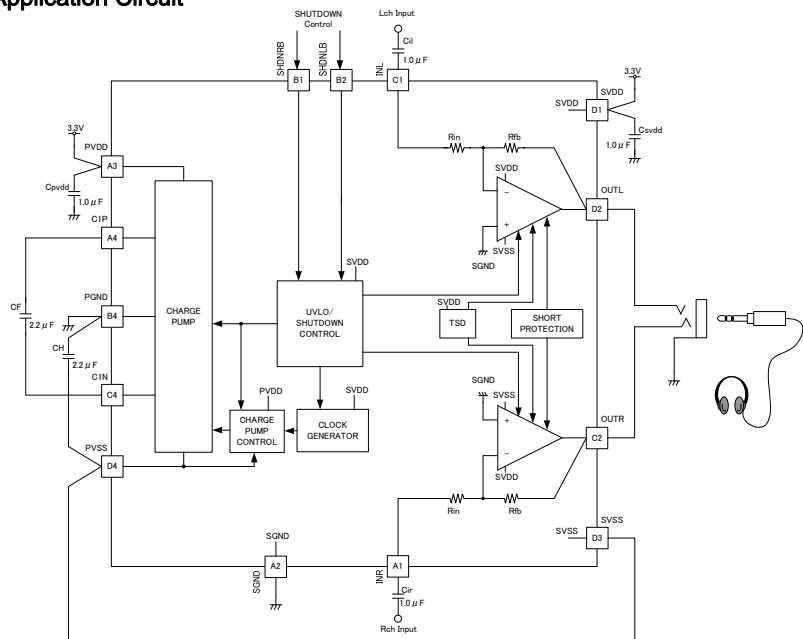 Application Circuit
SHUTDOWN
Control
Lch Input
Cil
1.0μF
SHDNRB
SHDNLB
INL
B1
B2
C1
3.3V
SVDD
SVDD
D1
Csvdd
1.0μF
3.3V
PVDD
A3
Cpvdd
1.0μF
Rin
Rfb
SVDD
OUTL
D2
−
+
SVSS
SGND
C1P
A4
SVDD
CF
2.2μF
PGND
B4
CH
2.2μF
CHARGE
PUMP
UVLO/
SHUTDOWN
CONTROL
SVDD
TSD
SHORT
PROTECTION
C1N
C4
PVDD
SVDD
CHARGE
PUMP
CONTROL
CLOCK
GENERATOR
SGND
SVSS
+
−
SVDD
OUTR
C2
PVSS
D4
Rin
Rfb
SVSS
SVSS
D3
SGND
SGND
A2
INR
A1
Cir
1.0μF
Rch Input